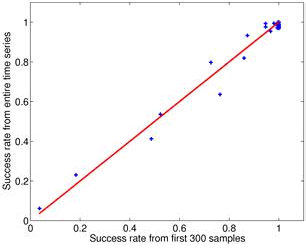 1
0.8
0.6
0.4
0.2
0
0 0.2 0.4 0.6 0.8 1
Success rate from entire time series
Success rate from first 300 samples